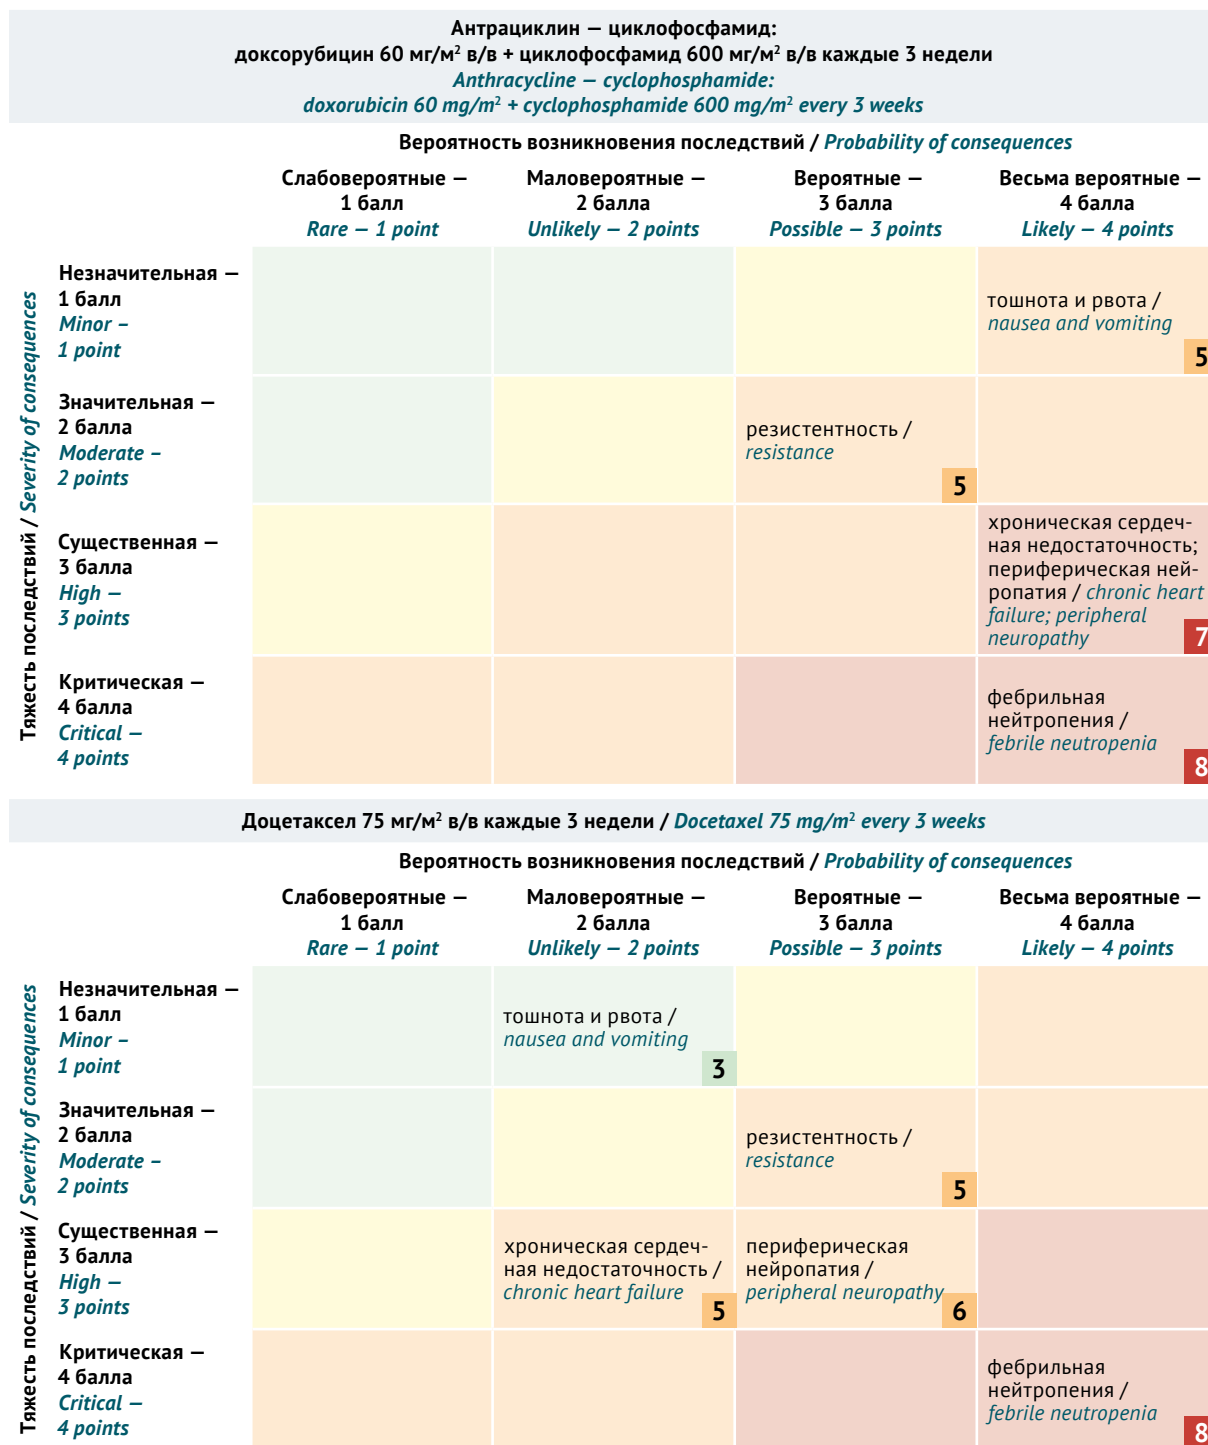 Антрациклин — циклофосфамид:
доксорубицин 60 мг/м² в/в + циклофосфамид 600 мг/м² в/в каждые 3 недели
Anthracycline — cyclophosphamide:
doxorubicin 60 mg/m² + cyclophosphamide 600 mg/m² every 3 weeks
Вероятность возникновения последствий / Probability of consequences
Слабовероятные —
1 балл
Rare — 1 point
Маловероятные —
2 балла
Unlikely — 2 points
Вероятные —
3 балла
Possible — 3 points
Весьма вероятные —
4 балла
Likely — 4 points
Тяжесть последствий / Severity of consequences
Незначительная —
1 балл
Minor –
1 point
тошнота и рвота /
nausea and vomiting
5
Значительная —
2 балла
Moderate –
2 points
резистентность /
resistance
5
Существенная —
3 балла
High —
3 points
хроническая сердеч-
ная недостаточность;
периферическая ней-
ропатия / chronic heart
failure; peripheral
neuropathy
7
Критическая —
4 балла
Critical —
4 points
фебрильная
нейтропения /
febrile neutropenia
8
Доцетаксел 75 мг/м² в/в каждые 3 недели / Docetaxel 75 mg/m² every 3 weeks
Вероятность возникновения последствий / Probability of consequences
Слабовероятные —
1 балл
Rare — 1 point
Маловероятные —
2 балла
Unlikely — 2 points
Вероятные —
3 балла
Possible — 3 points
Весьма вероятные —
4 балла
Likely — 4 points
Тяжесть последствий / Severity of consequences
Незначительная —
1 балл
Minor –
1 point
тошнота и рвота /
nausea and vomiting
3
Значительная —
2 балла
Moderate –
2 points
резистентность /
resistance
5
Существенная —
3 балла
High —
3 points
хроническая сердеч-
ная недостаточность /
chronic heart failure
5
периферическая
нейропатия /
peripheral neuropathy
6
Критическая —
4 балла
Critical —
4 points
фебрильная
нейтропения /
febrile neutropenia
8